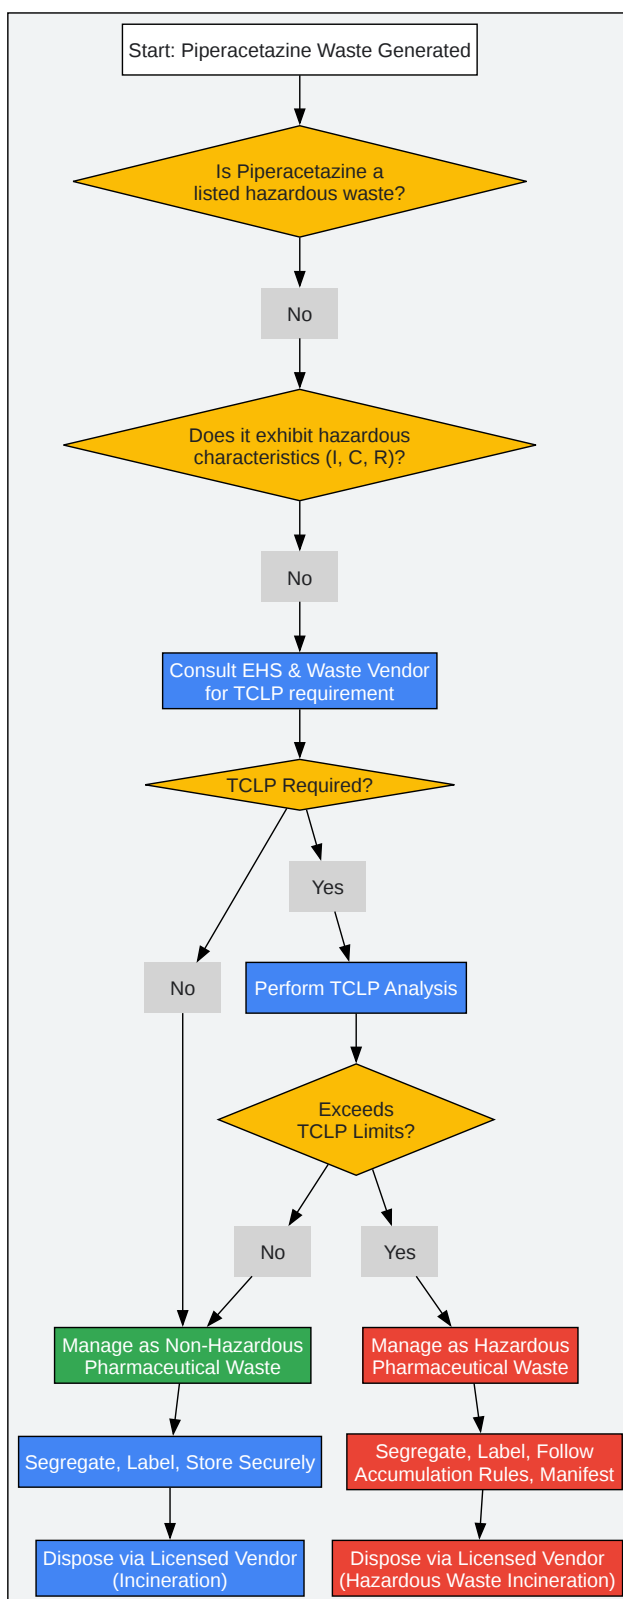 Start: Piperacetazine Waste Generated
Is Piperacetazine a
listed hazardous waste?
No
Does it exhibit hazardous
characteristics (I, C, R)?
No
Consult EHS & Waste Vendor
for TCLP requirement
TCLP Required?
Yes
No
Perform TCLP Analysis
Exceeds
TCLP Limits?
No
Yes
Manage as Non-Hazardous
Pharmaceutical Waste
Manage as Hazardous
Pharmaceutical Waste
Segregate, Label, Store Securely
Segregate, Label, Follow
Accumulation Rules, Manifest
Dispose via Licensed Vendor
(Incineration)
Dispose via Licensed Vendor
(Hazardous Waste Incineration)